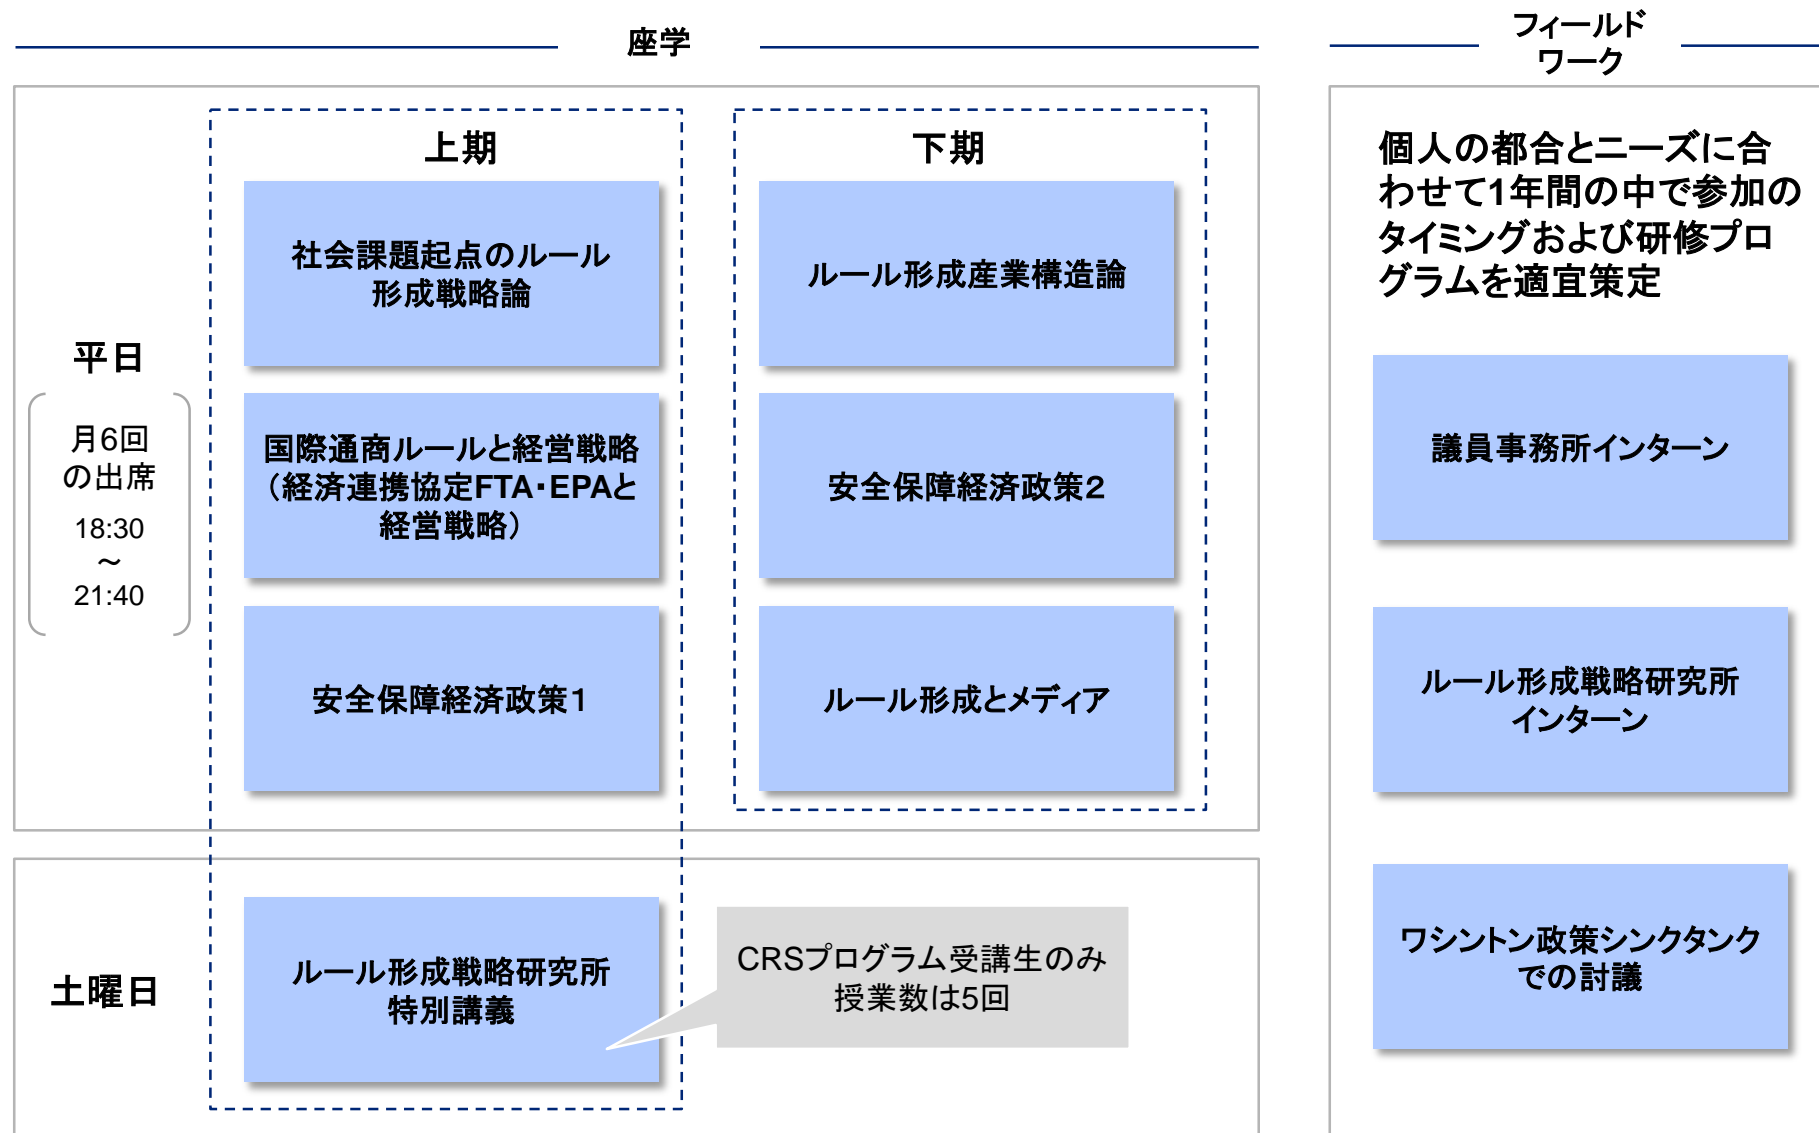 座学
フィールド
ワーク
上期
下期
社会課題起点のルール
形成戦略論
ルール形成産業構造論
平日
月6回
の出席
18:30
～
21:40
国際通商ルールと経営戦略
（経済連携協定FTA・EPAと
経営戦略）
安全保障経済政策２
安全保障経済政策１
ルール形成とメディア
土曜日
ルール形成戦略研究所
特別講義
CRSプログラム受講生のみ
授業数は5回
個人の都合とニーズに合
わせて1年間の中で参加の
タイミングおよび研修プロ
グラムを適宜策定
議員事務所インターン
ルール形成戦略研究所
インターン
ワシントン政策シンクタンク
での討議